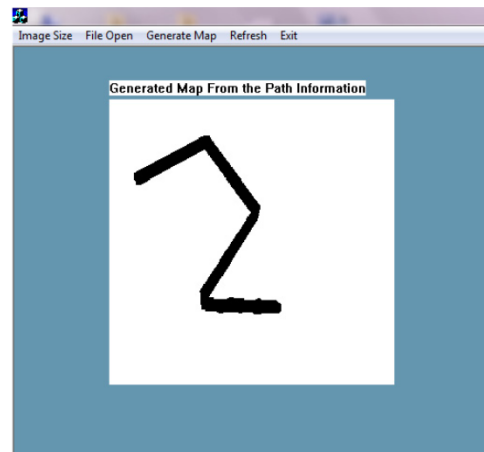 Image Size File Open Generate Map Refresh Exit
Generated Map From the Path Information